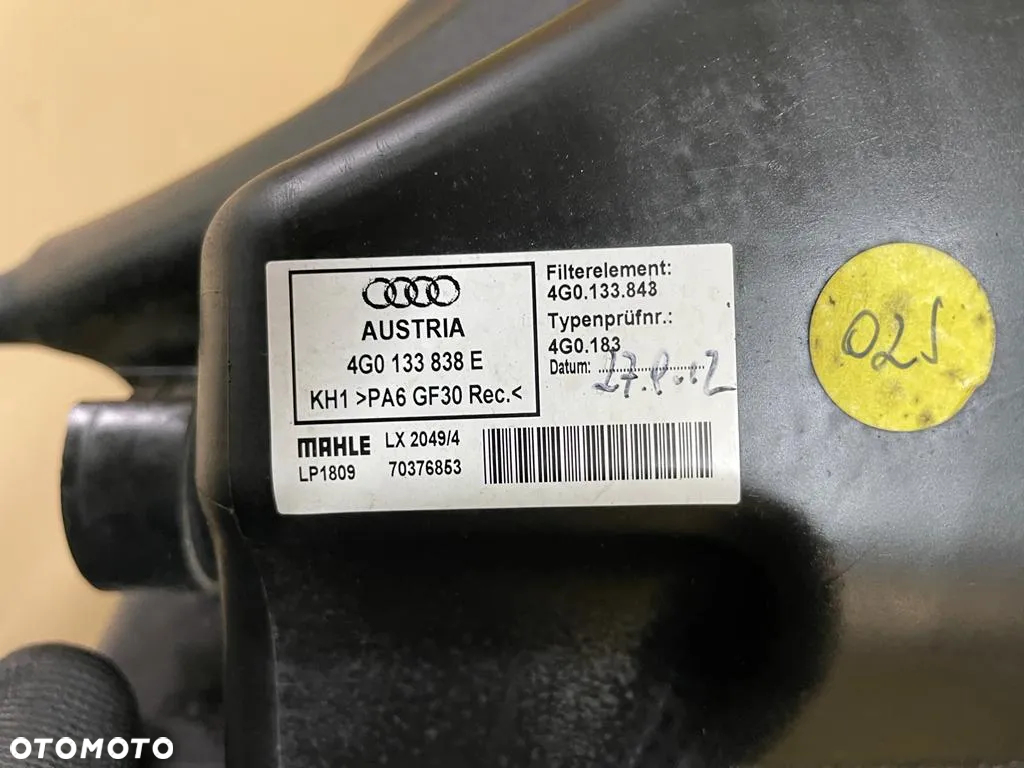 AUSTRIA
4G0 133 838 E
KH1 >PA6 GF30 Rec.<
Filterelement:
4G0.133.843
Typenprüfnr.:
4G0.183
Datum:
MAHLE LX 2049/4
LP1809 70376853
OTOMOTO